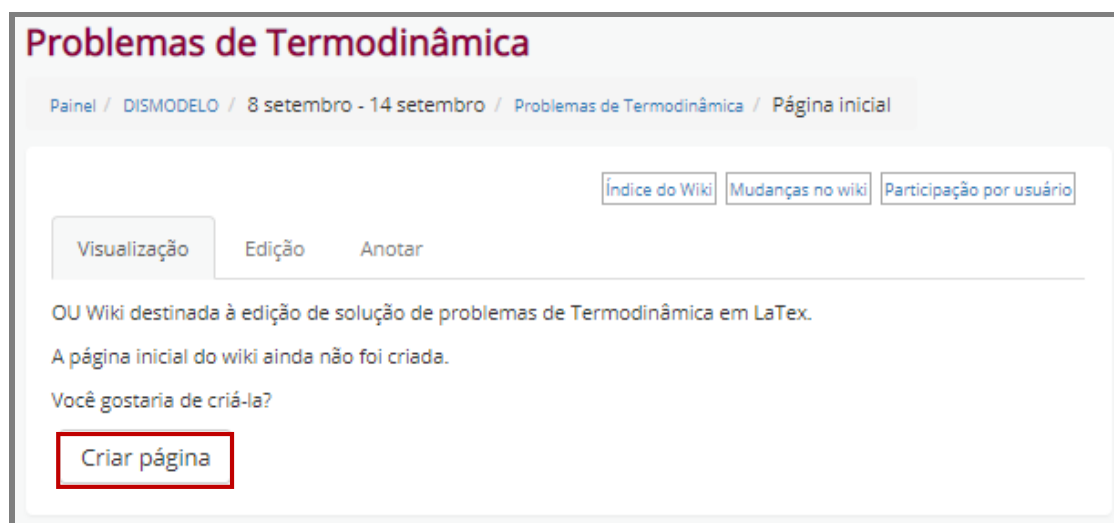 Problemas de Termodinâmica
Painel / DISMODELO / 8 setembro - 14 setembro / Problemas de Termodinâmica / Página inicial
Índice do Wiki Mudanças no wiki Participação por usuário
Visualização Edição Anotar
OU Wiki destinada à edição de solução de problemas de Termodinâmica em LaTex.
A página inicial do wiki ainda não foi criada.
Você gostaria de criá-la?
Criar página